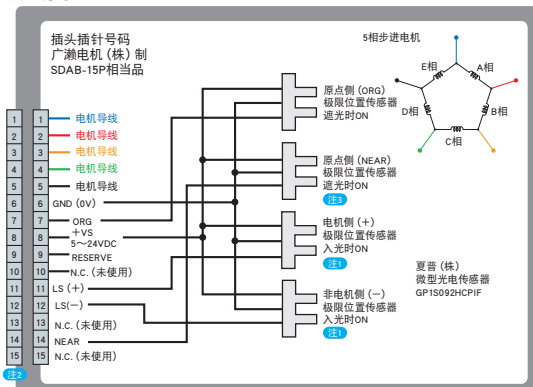 插头插针号码
广濑电机 (株) 制
SDAB-15P相当品
5相步进电机
E相
A相
D相
B相
C相
1 1 电机导线
2 2 电机导线
3 3 电机导线
4 4 电机导线
5 5 电机导线
6 6 GND (0V)
7 7 ORG
8 8 +VS
5～24VDC
9 9 RESERVE
10 10 N.C. (未使用)
11 11 LS (+)
12 12 LS(−)
13 13 N.C. (未使用)
14 14 NEAR
15 15 N.C. (未使用)
注2
原点侧 (ORG)
极限位置传感器
遮光时ON
原点侧 (NEAR)
极限位置传感器
遮光时ON
注3
电机侧 (+)
极限位置传感器
入光时ON
注1
非电机侧 (−)
极限位置传感器
入光时ON
注1
夏普 (株)
微型光电传感器
GP1S092HCPIF